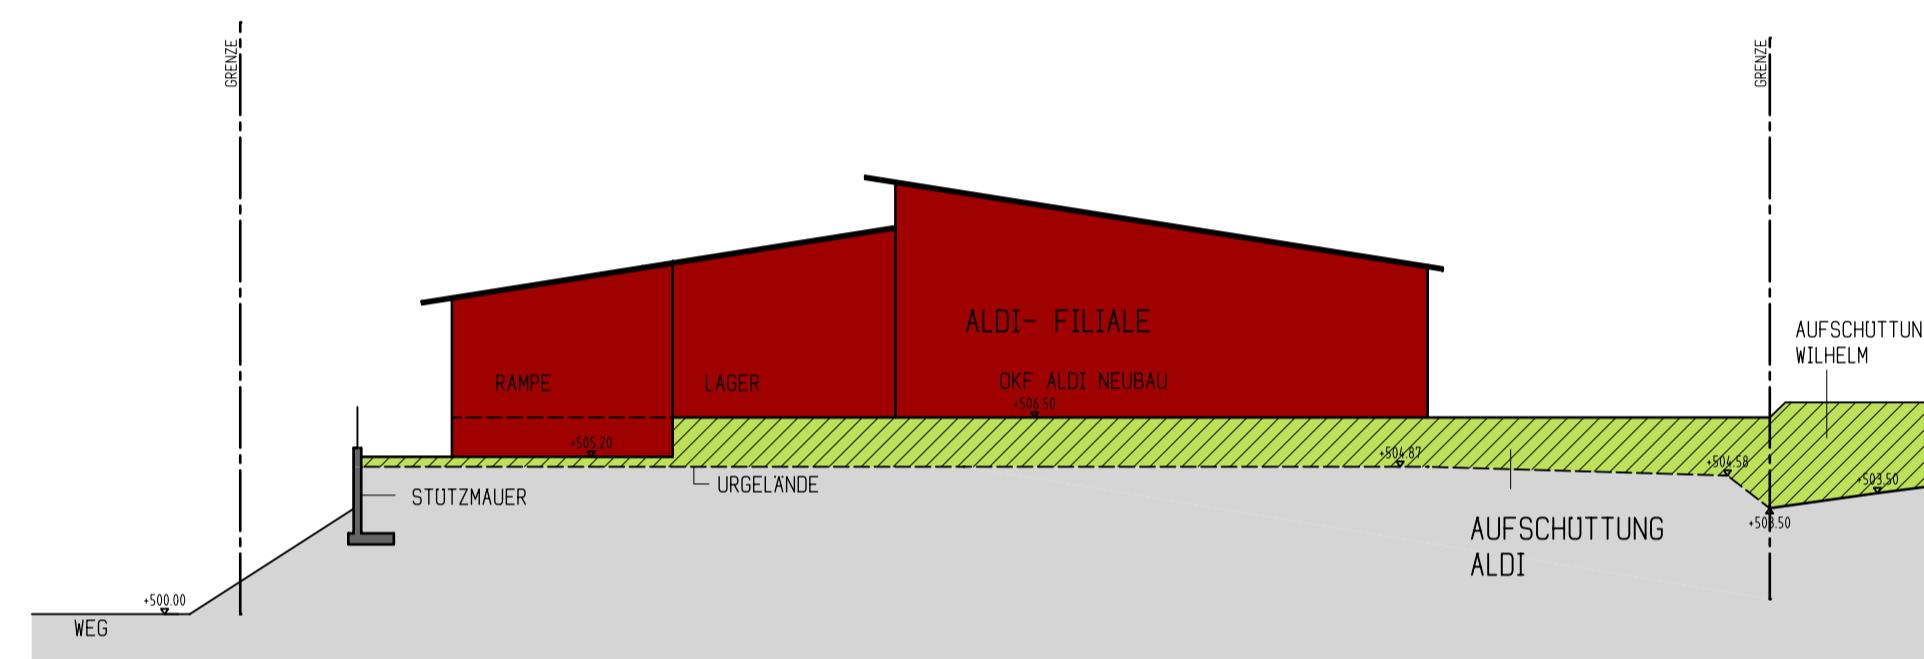 GRENZE
GRENZE
ALDI- FILIALE
AUFSCHÜTTUN
WILHELM
RAMPE
LAGER
OKF ALDI NEUBAU
+506.50
+505.20
+504.87
+504.58
+503.50
URGELÄNDE
STÜTZMAUER
+503.50
AUFSCHÜTTUNG
ALDI
+500.00
WEG